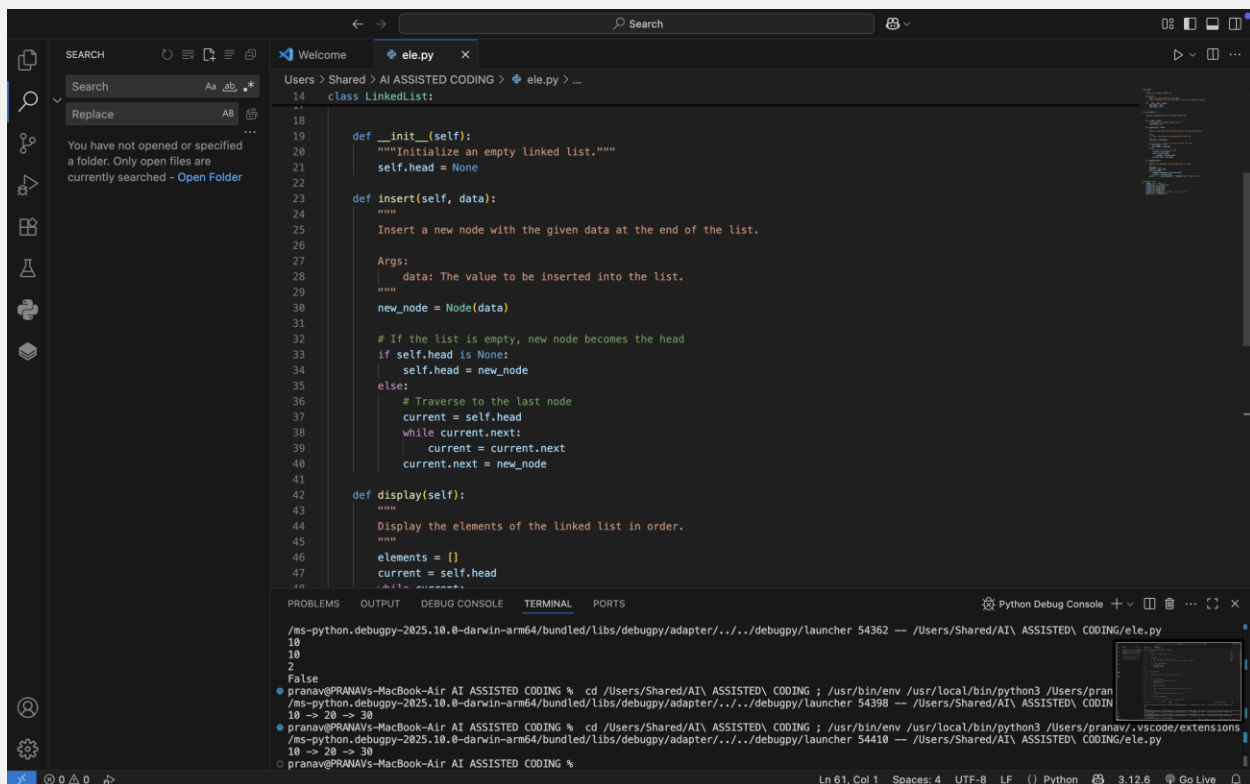 Search
SEARCH
Search
Aa ab, .*
Replace
AB
You have not opened or specified
a folder. Only open files are
currently searched - Open Folder
Welcome
ele.py
Users > Shared > AI ASSISTED CODING > ele.py > ...
14 class LinkedList:
17
18
19 def __init__(self):
20 """Initialize an empty linked list."""
21 self.head = None
22
23 def insert(self, data):
24 """
25 Insert a new node with the given data at the end of the list.
26
27 Args:
28 data: The value to be inserted into the list.
29 """
30 new_node = Node(data)
31
32 # If the list is empty, new node becomes the head
33 if self.head is None:
34 self.head = new_node
35 else:
36 # Traverse to the last node
37 current = self.head
38 while current.next:
39 current = current.next
40 current.next = new_node
41
42 def display(self):
43 """
44 Display the elements of the linked list in order.
45 """
46 elements = []
47 current = self.head
48 while current:
PROBLEMS OUTPUT DEBUG CONSOLE TERMINAL PORTS
Python Debug Console
/ms-python.debugpy-2025.10.0-darwin-arm64/bundled/libs/debugpy/adapter/../../debugpy/launcher 54362 -- /Users/Shared/AI\ ASSISTED\ CODING/ele.py
10
10
2
False
pranav@PRANAVs-MacBook-Air AI ASSISTED CODING % cd /Users/Shared/AI\ ASSISTED\ CODING ; /usr/bin/env /usr/local/bin/python3 /Users/pran
/ms-python.debugpy-2025.10.0-darwin-arm64/bundled/libs/debugpy/adapter/../../debugpy/launcher 54398 -- /Users/Shared/AI\ ASSISTED\ CODIN
10 -> 20 -> 30
pranav@PRANAVs-MacBook-Air AI ASSISTED CODING % cd /Users/Shared/AI\ ASSISTED\ CODING ; /usr/bin/env /usr/local/bin/python3 /Users/pranav/.vscode/extensions
/ms-python.debugpy-2025.10.0-darwin-arm64/bundled/libs/debugpy/adapter/../../debugpy/launcher 54410 -- /Users/Shared/AI\ ASSISTED\ CODING/ele.py
10 -> 20 -> 30
pranav@PRANAVs-MacBook-Air AI ASSISTED CODING %
0 0 Ln 61, Col 1 Spaces: 4 UTF-8 LF {} Python 3.12.6 Go Live